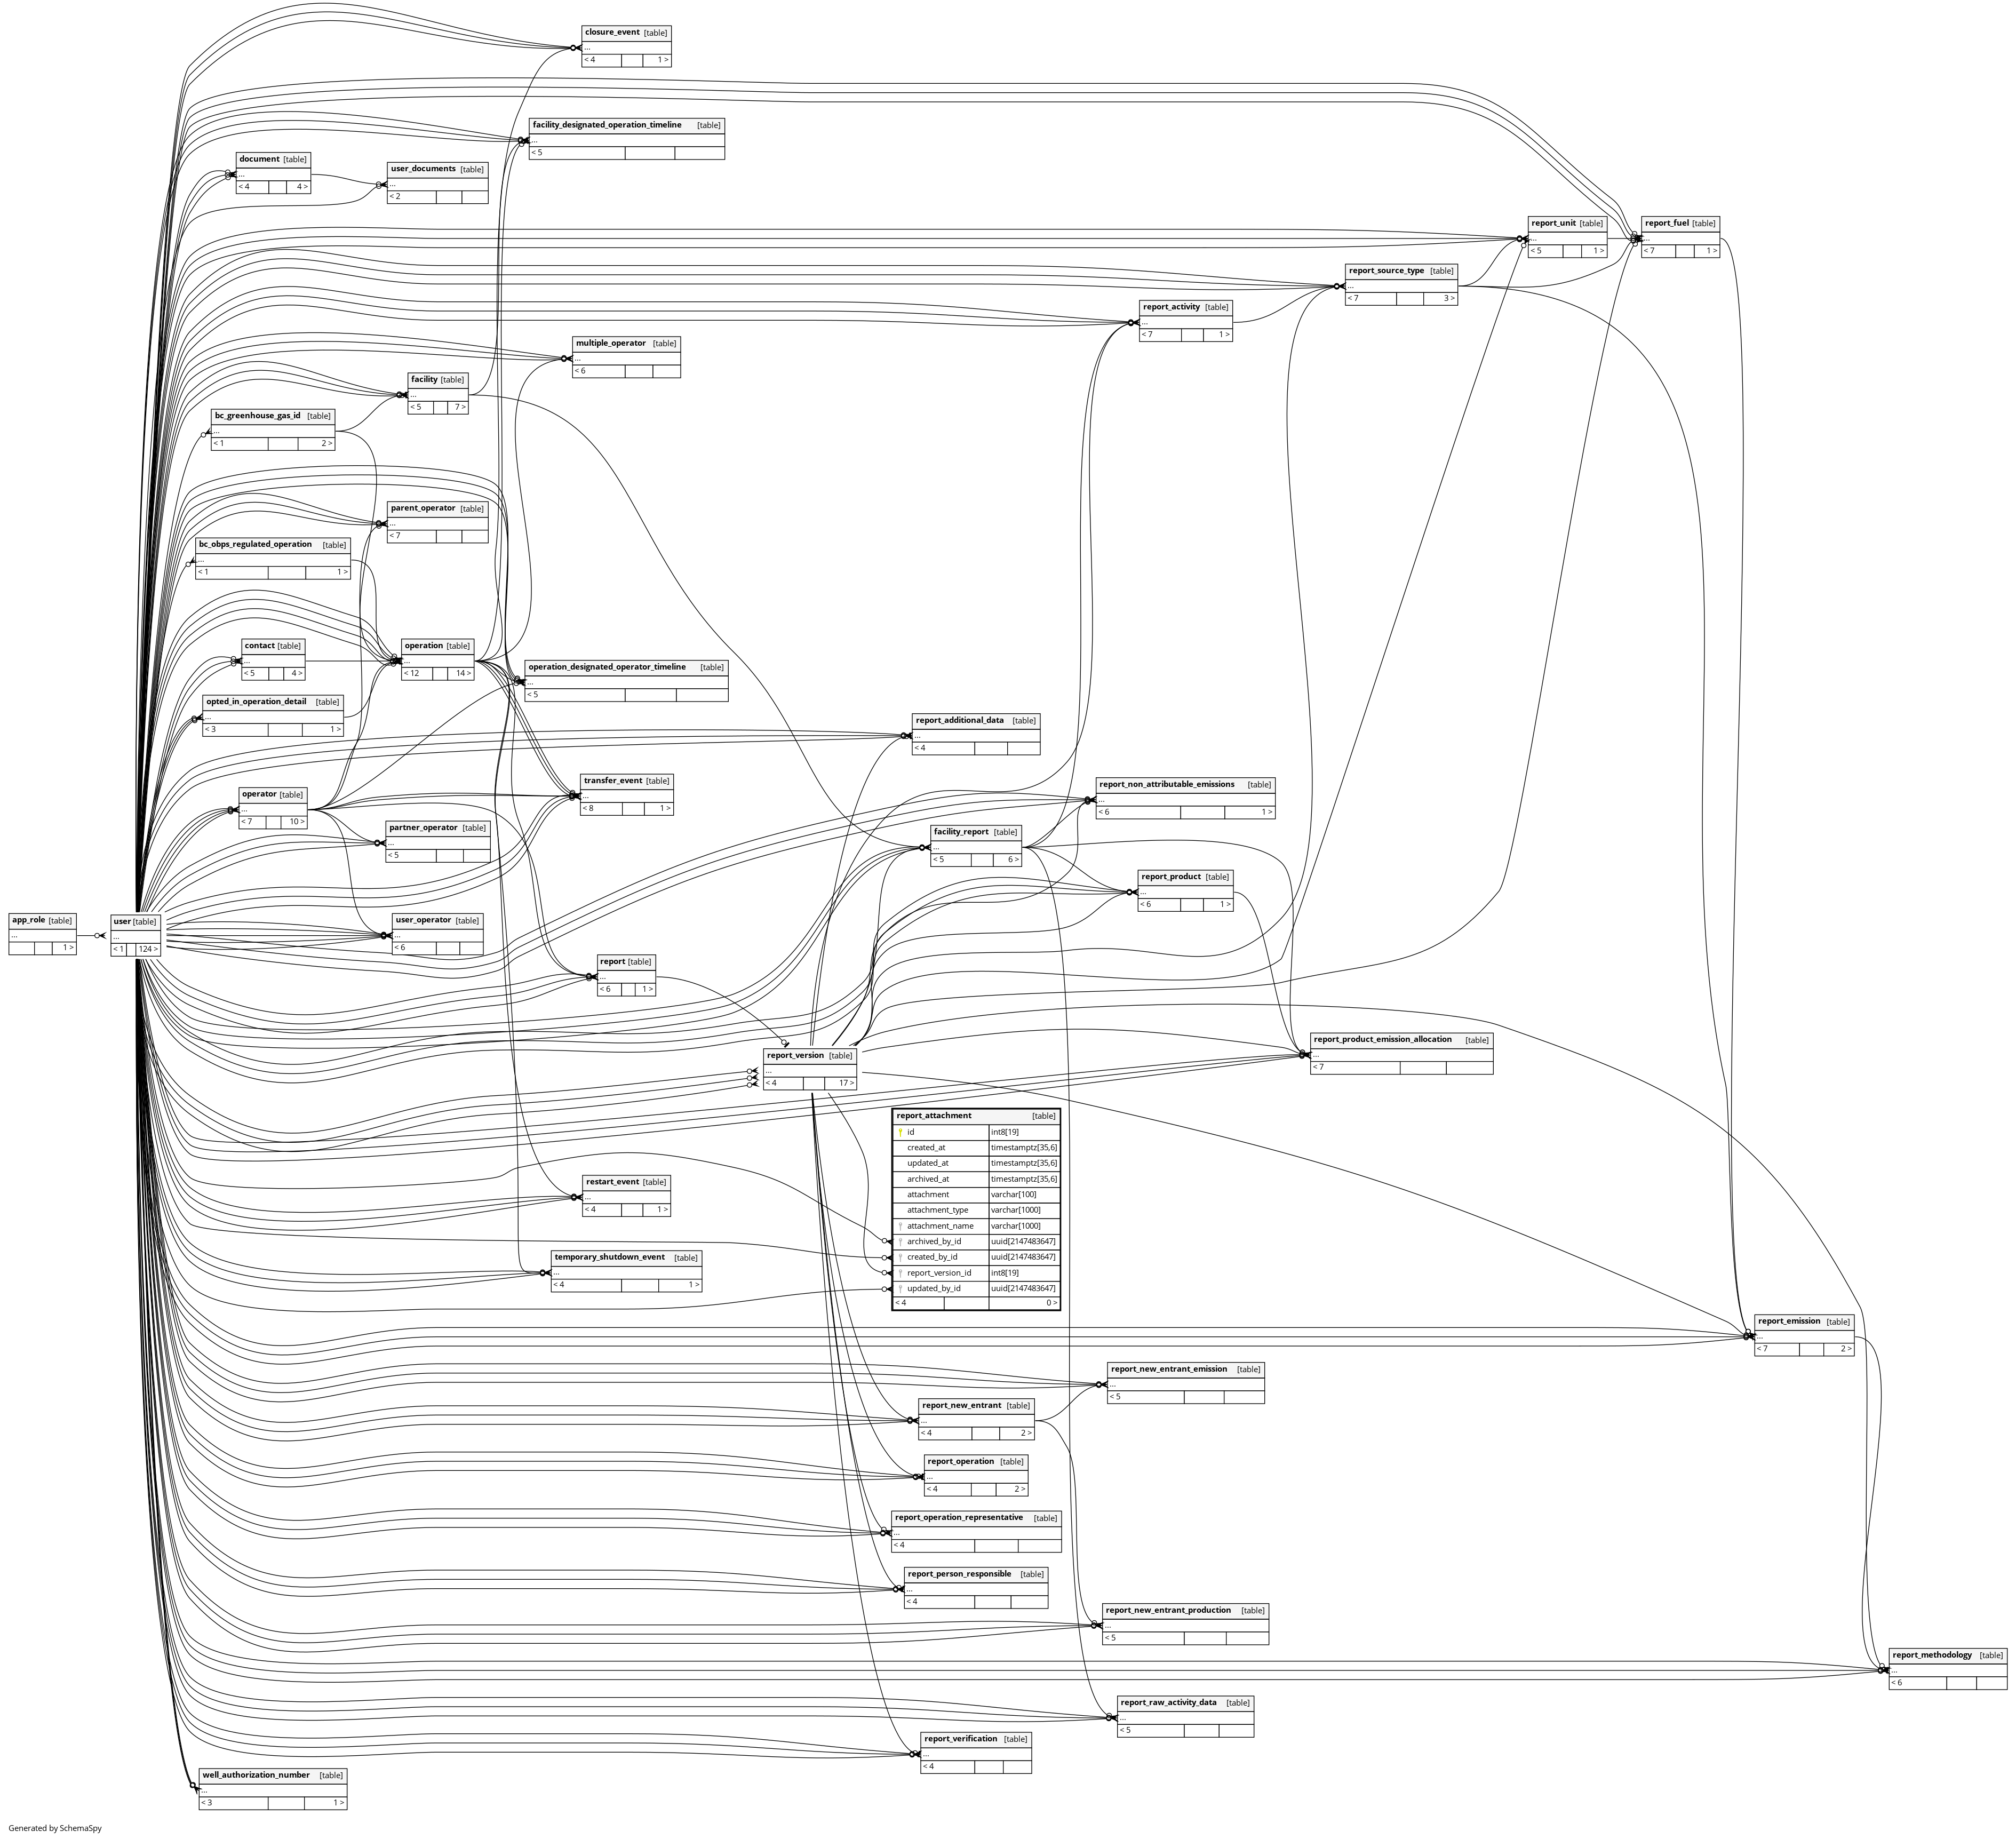 closure_event [table]
...
< 4 1 >
facility_designated_operation_timeline [table]
...
< 5
document [table]
...
< 4 4 >
user_documents [table]
...
< 2
report_unit [table]
...
< 5 1 >
report_fuel [table]
...
< 7 1 >
report_source_type [table]
...
< 7 3 >
report_activity [table]
...
< 7 1 >
multiple_operator [table]
...
< 6
facility [table]
...
< 5 7 >
bc_greenhouse_gas_id [table]
...
< 1 2 >
parent_operator [table]
...
< 7
bc_obps_regulated_operation [table]
...
< 1 1 >
contact [table]
...
< 5 4 >
operation [table]
...
< 12 14 >
operation_designated_operator_timeline [table]
...
< 5
opted_in_operation_detail [table]
...
< 3 1 >
report_additional_data [table]
...
< 4
transfer_event [table]
...
< 8 1 >
report_non_attributable_emissions [table]
...
< 6 1 >
operator [table]
...
< 7 10 >
partner_operator [table]
...
< 5
facility_report [table]
...
< 5 6 >
report_product [table]
...
< 6 1 >
app_role [table]
...
1 >
user [table]
...
< 1 124 >
user_operator [table]
...
< 6
report [table]
...
< 6 1 >
report_version [table]
...
< 4 17 >
report_product_emission_allocation [table]
...
< 7
report_attachment [table]
id int8[19]
created_at timestamptz[35,6]
updated_at timestamptz[35,6]
archived_at timestamptz[35,6]
attachment varchar[100]
attachment_type varchar[1000]
attachment_name varchar[1000]
archived_by_id uuid[2147483647]
created_by_id uuid[2147483647]
report_version_id int8[19]
updated_by_id uuid[2147483647]
< 4 0 >
restart_event [table]
...
< 4 1 >
temporary_shutdown_event [table]
...
< 4 1 >
report_emission [table]
...
< 7 2 >
report_new_entrant_emission [table]
...
< 5
report_new_entrant [table]
...
< 4 2 >
report_operation [table]
...
< 4 2 >
report_operation_representative [table]
...
< 4
report_person_responsible [table]
...
< 4
report_new_entrant_production [table]
...
< 5
report_methodology [table]
...
< 6
report_raw_activity_data [table]
...
< 5
report_verification [table]
...
< 4
well_authorization_number [table]
...
< 3 1 >
Generated by SchemaSpy